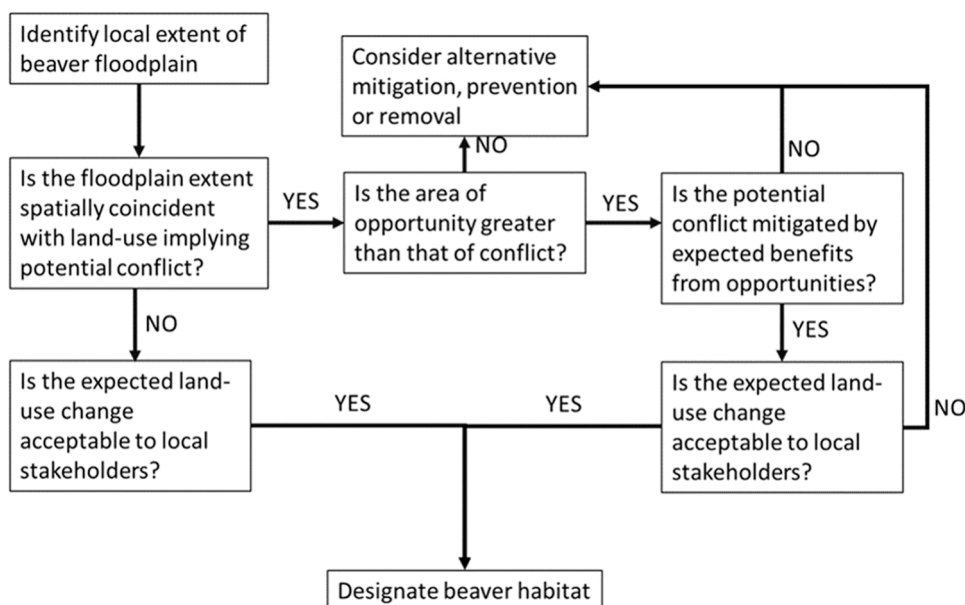 Identify local extent of
beaver floodplain
Consider alternative
mitigation, prevention
or removal
NO
NO
Is the floodplain extent
spatially coincident
with land-use implying
potential conflict?
YES
Is the area of
opportunity greater
than that of conflict?
YES
Is the potential
conflict mitigated by
expected benefits
from opportunities?
NO
YES
Is the expected land-
use change
acceptable to local
stakeholders?
YES
YES
Is the expected land-
use change
acceptable to local
stakeholders?
NO
Designate beaver habitat